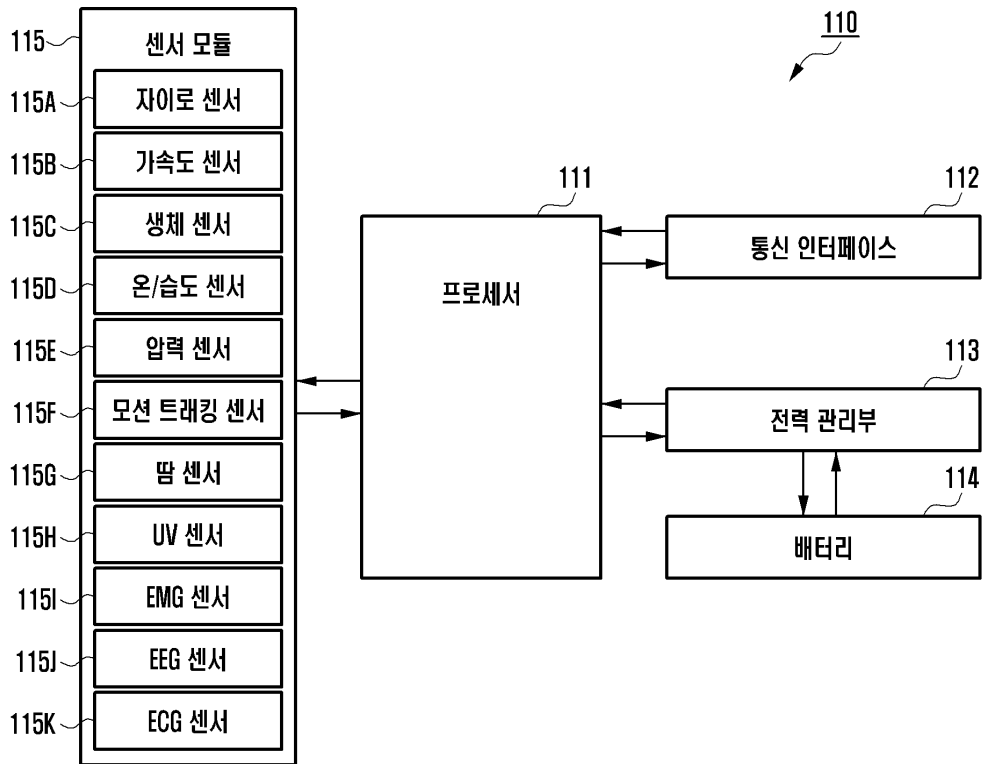 110
115
센서 모듈
115A
자이로 센서
115B
가속도 센서
115C
생체 센서
115D
온/습도 센서
115E
압력 센서
115F
모션 트래킹 센서
115G
땀 센서
115H
UV 센서
115I
EMG 센서
115J
EEG 센서
115K
ECG 센서
111
프로세서
112
통신 인터페이스
113
전력 관리부
114
배터리